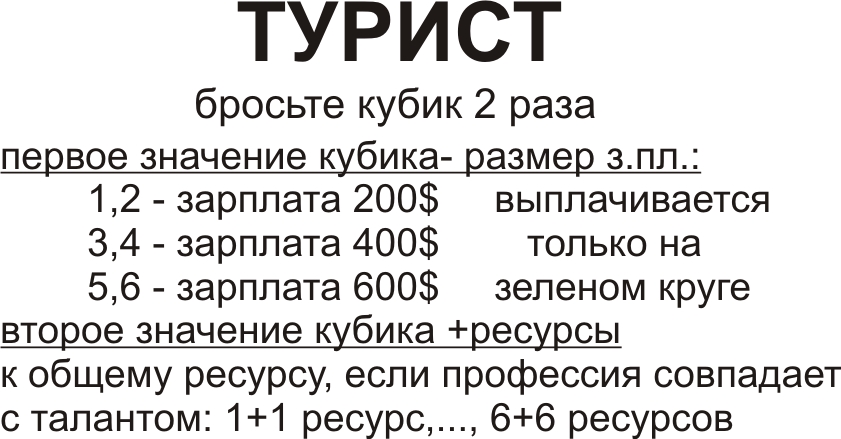 ТУРИСТ
бросьте кубик 2 раза
первое значение кубика- размер з.пл.:
1,2 - зарплата 200$ выплачивается
3,4 - зарплата 400$ только на
5,6 - зарплата 600$ зеленом круге
второе значение кубика +ресурсы
к общему ресурсу, если профессия совпадает
с талантом: 1+1 ресурс,..., 6+6 ресурсов